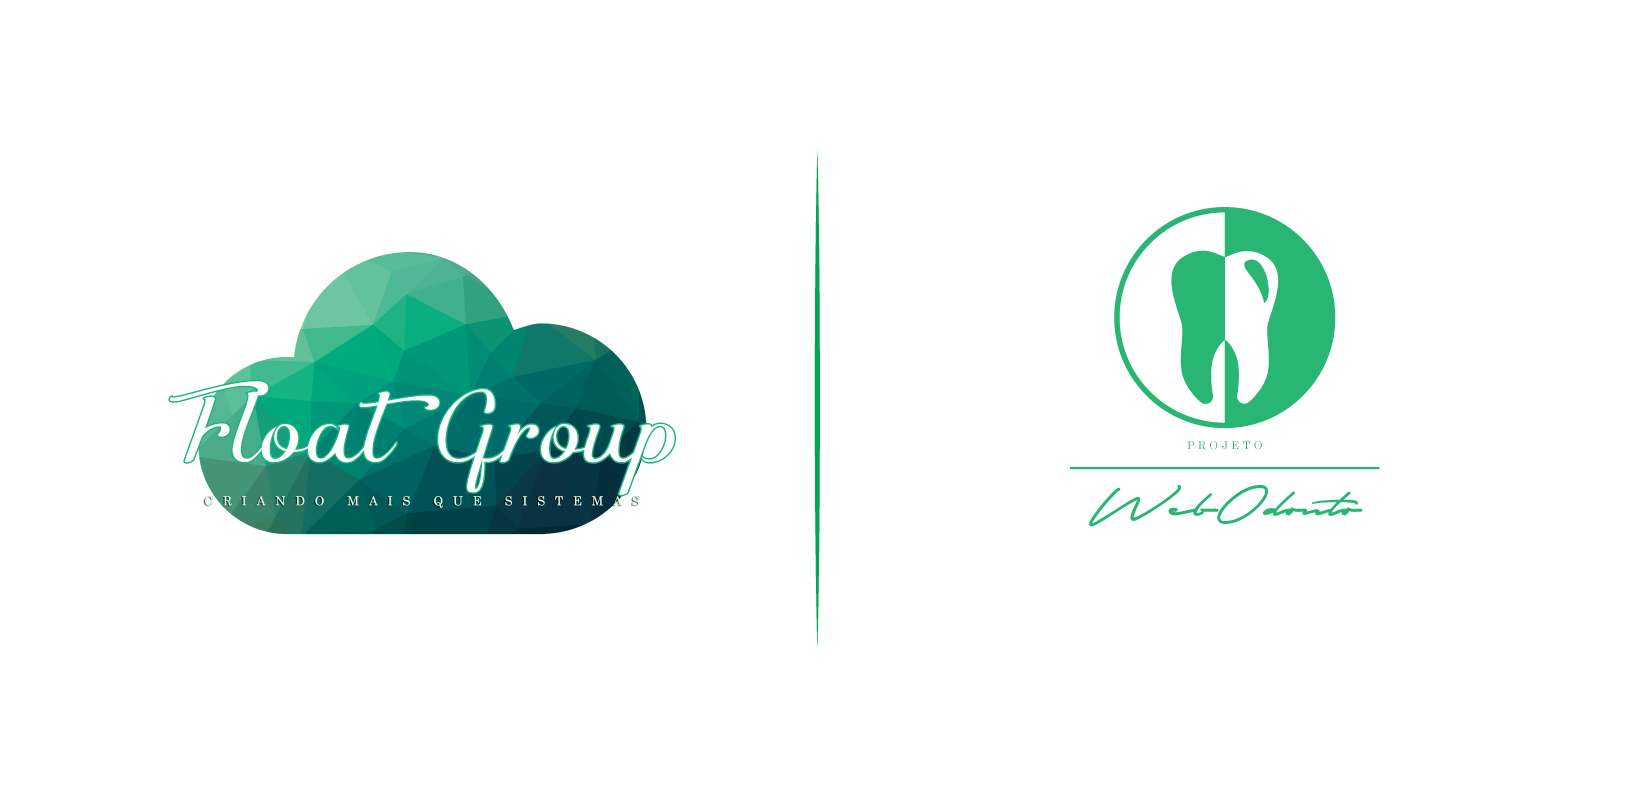 Float Group
CRIANDO MAIS QUE SISTEMAS
PROJETO
WebOdonto